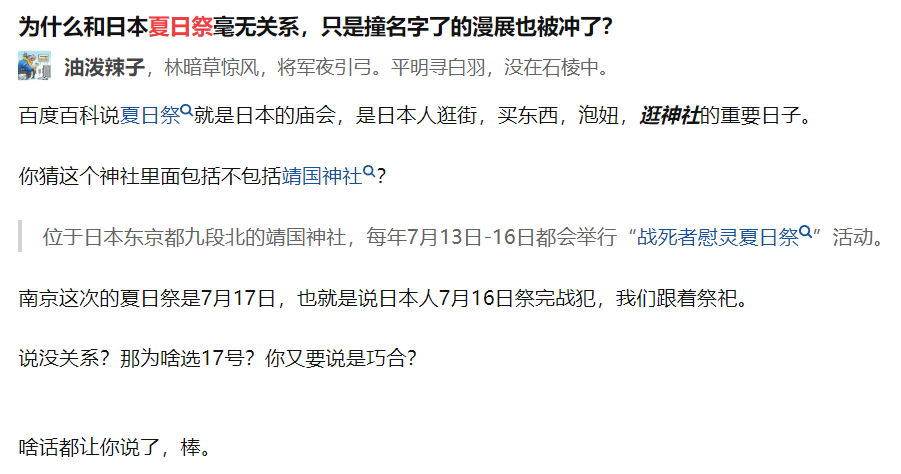 为什么和日本夏日祭毫无关系，只是撞名字了的漫展也被冲了？
油泼辣子，林暗草惊风，将军夜引弓。平明寻白羽，没在石棱中。
百度百科说夏日祭就是日本的庙会，是日本人逛街，买东西，泡妞，逛神社的重要日子。
你猜这个神社里面包括不包括靖国神社？
位于日本东京都九段北的靖国神社，每年7月13日-16日都会举行“战死者慰灵夏日祭”活动。
南京这次的夏日祭是7月17日，也就是说日本人7月16日祭完战犯，我们跟着祭祀。
说没关系？那为啥选17号？你又要说是巧合？
啥话都让你说了，棒。